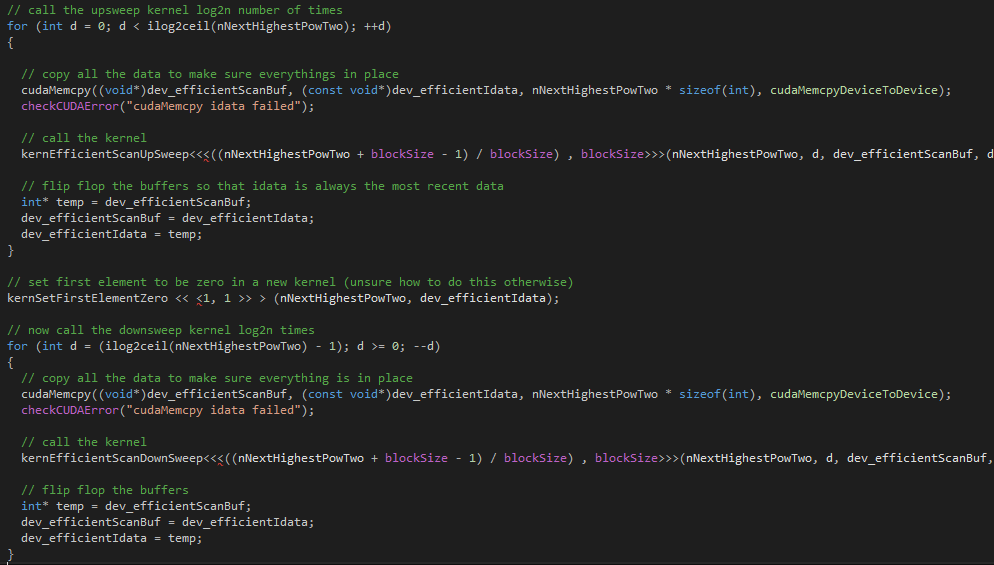 // call the upsweep kernel log2n number of times
for (int d = 0; d < ilog2ceil(nNextHighestPowTwo); ++d)
{
// copy all the data to make sure everythings in place
cudaMemcpy((void*)dev_efficientScanBuf, (const void*)dev_efficientIdata, nNextHighestPowTwo * sizeof(int), cudaMemcpyDeviceToDevice);
checkCUDAError("cudaMemcpy idata failed");
// call the kernel
kernEfficientScanUpSweep<<<((nNextHighestPowTwo + blockSize - 1) / blockSize) , blockSize>>>(nNextHighestPowTwo, d, dev_efficientScanBuf, d
// flip flop the buffers so that idata is always the most recent data
int* temp = dev_efficientScanBuf;
dev_efficientScanBuf = dev_efficientIdata;
dev_efficientIdata = temp;
}
// set first element to be zero in a new kernel (unsure how to do this otherwise)
kernSetFirstElementZero << <1, 1 >> > (nNextHighestPowTwo, dev_efficientIdata);
// now call the downsweep kernel log2n times
for (int d = (ilog2ceil(nNextHighestPowTwo) - 1); d >= 0; --d)
{
// copy all the data to make sure everything is in place
cudaMemcpy((void*)dev_efficientScanBuf, (const void*)dev_efficientIdata, nNextHighestPowTwo * sizeof(int), cudaMemcpyDeviceToDevice);
checkCUDAError("cudaMemcpy idata failed");
// call the kernel
kernEfficientScanDownSweep<<<((nNextHighestPowTwo + blockSize - 1) / blockSize) , blockSize>>>(nNextHighestPowTwo, d, dev_efficientScanBuf,
// flip flop the buffers
int* temp = dev_efficientScanBuf;
dev_efficientScanBuf = dev_efficientIdata;
dev_efficientIdata = temp;
}